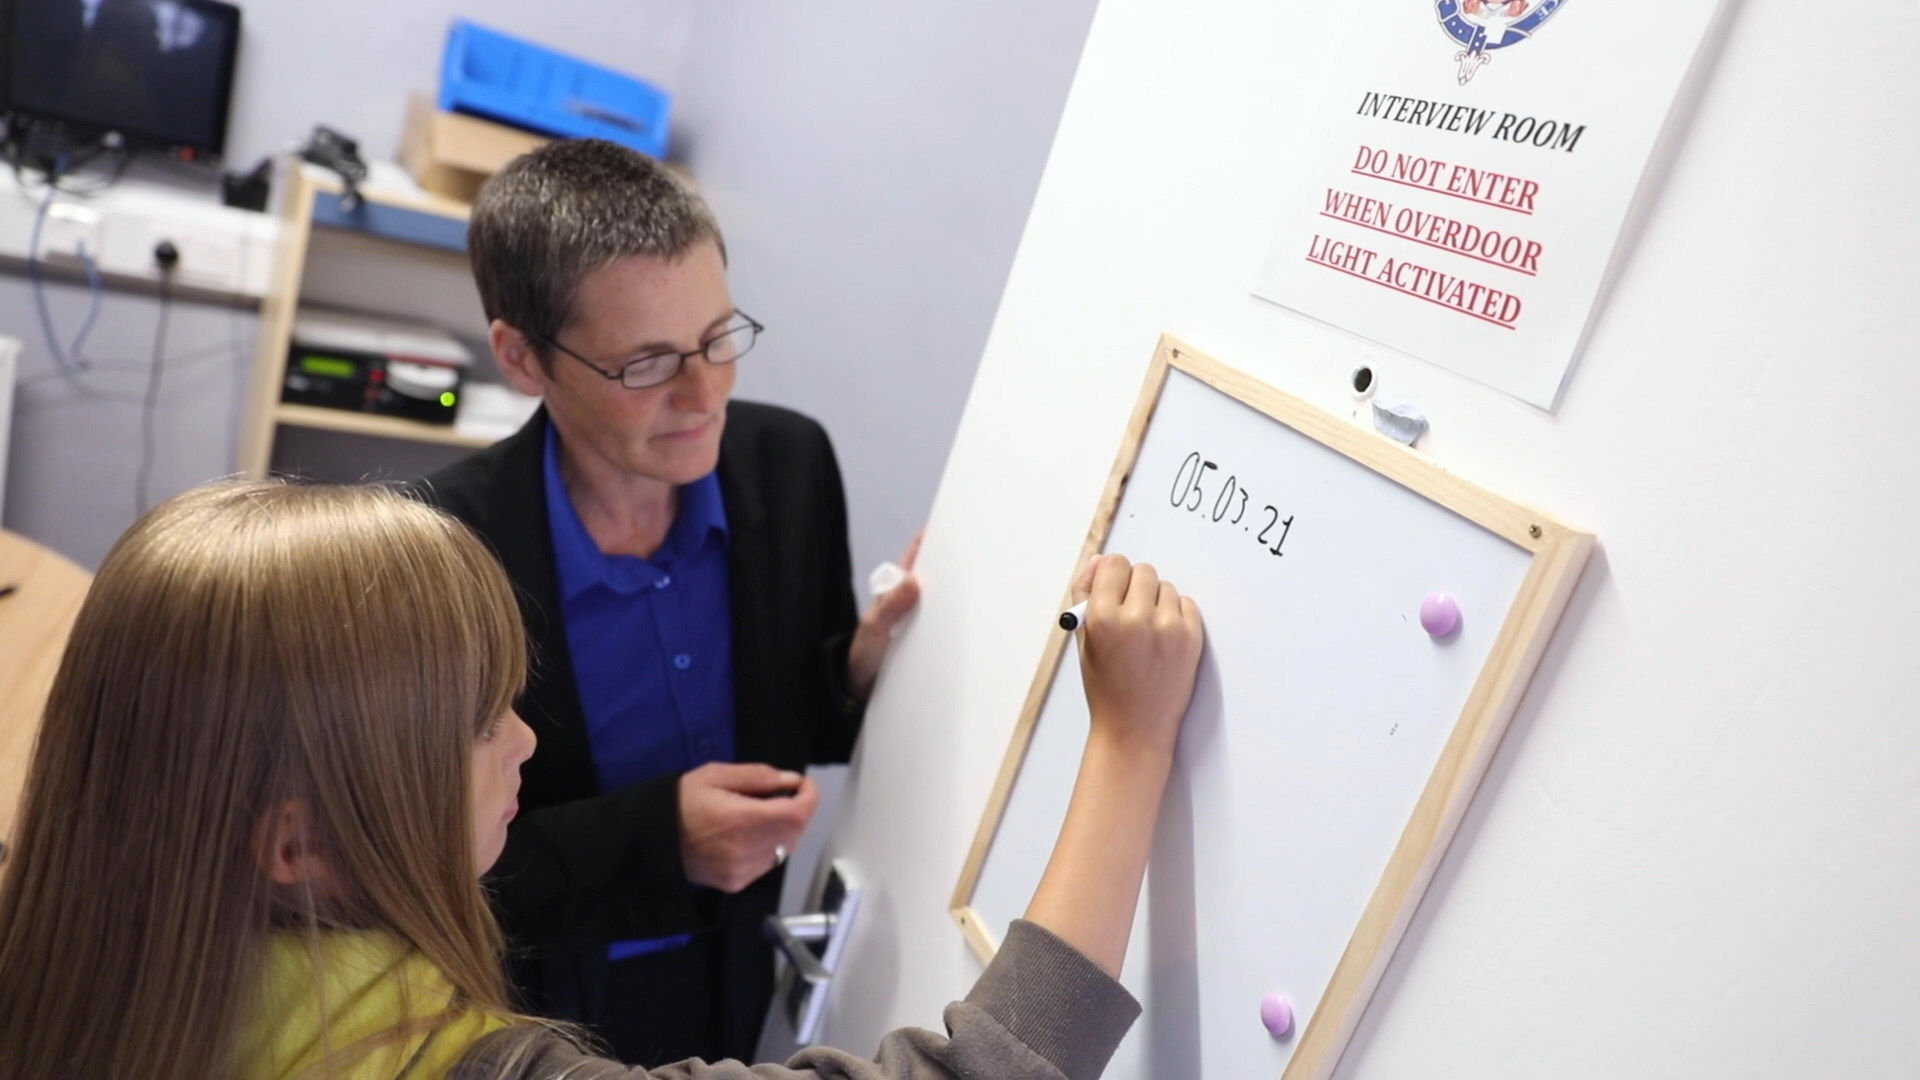 INTERVIEW ROOM
DO NOT ENTER
WHEN OVERDOOR
LIGHT ACTIVATED
05.03.21